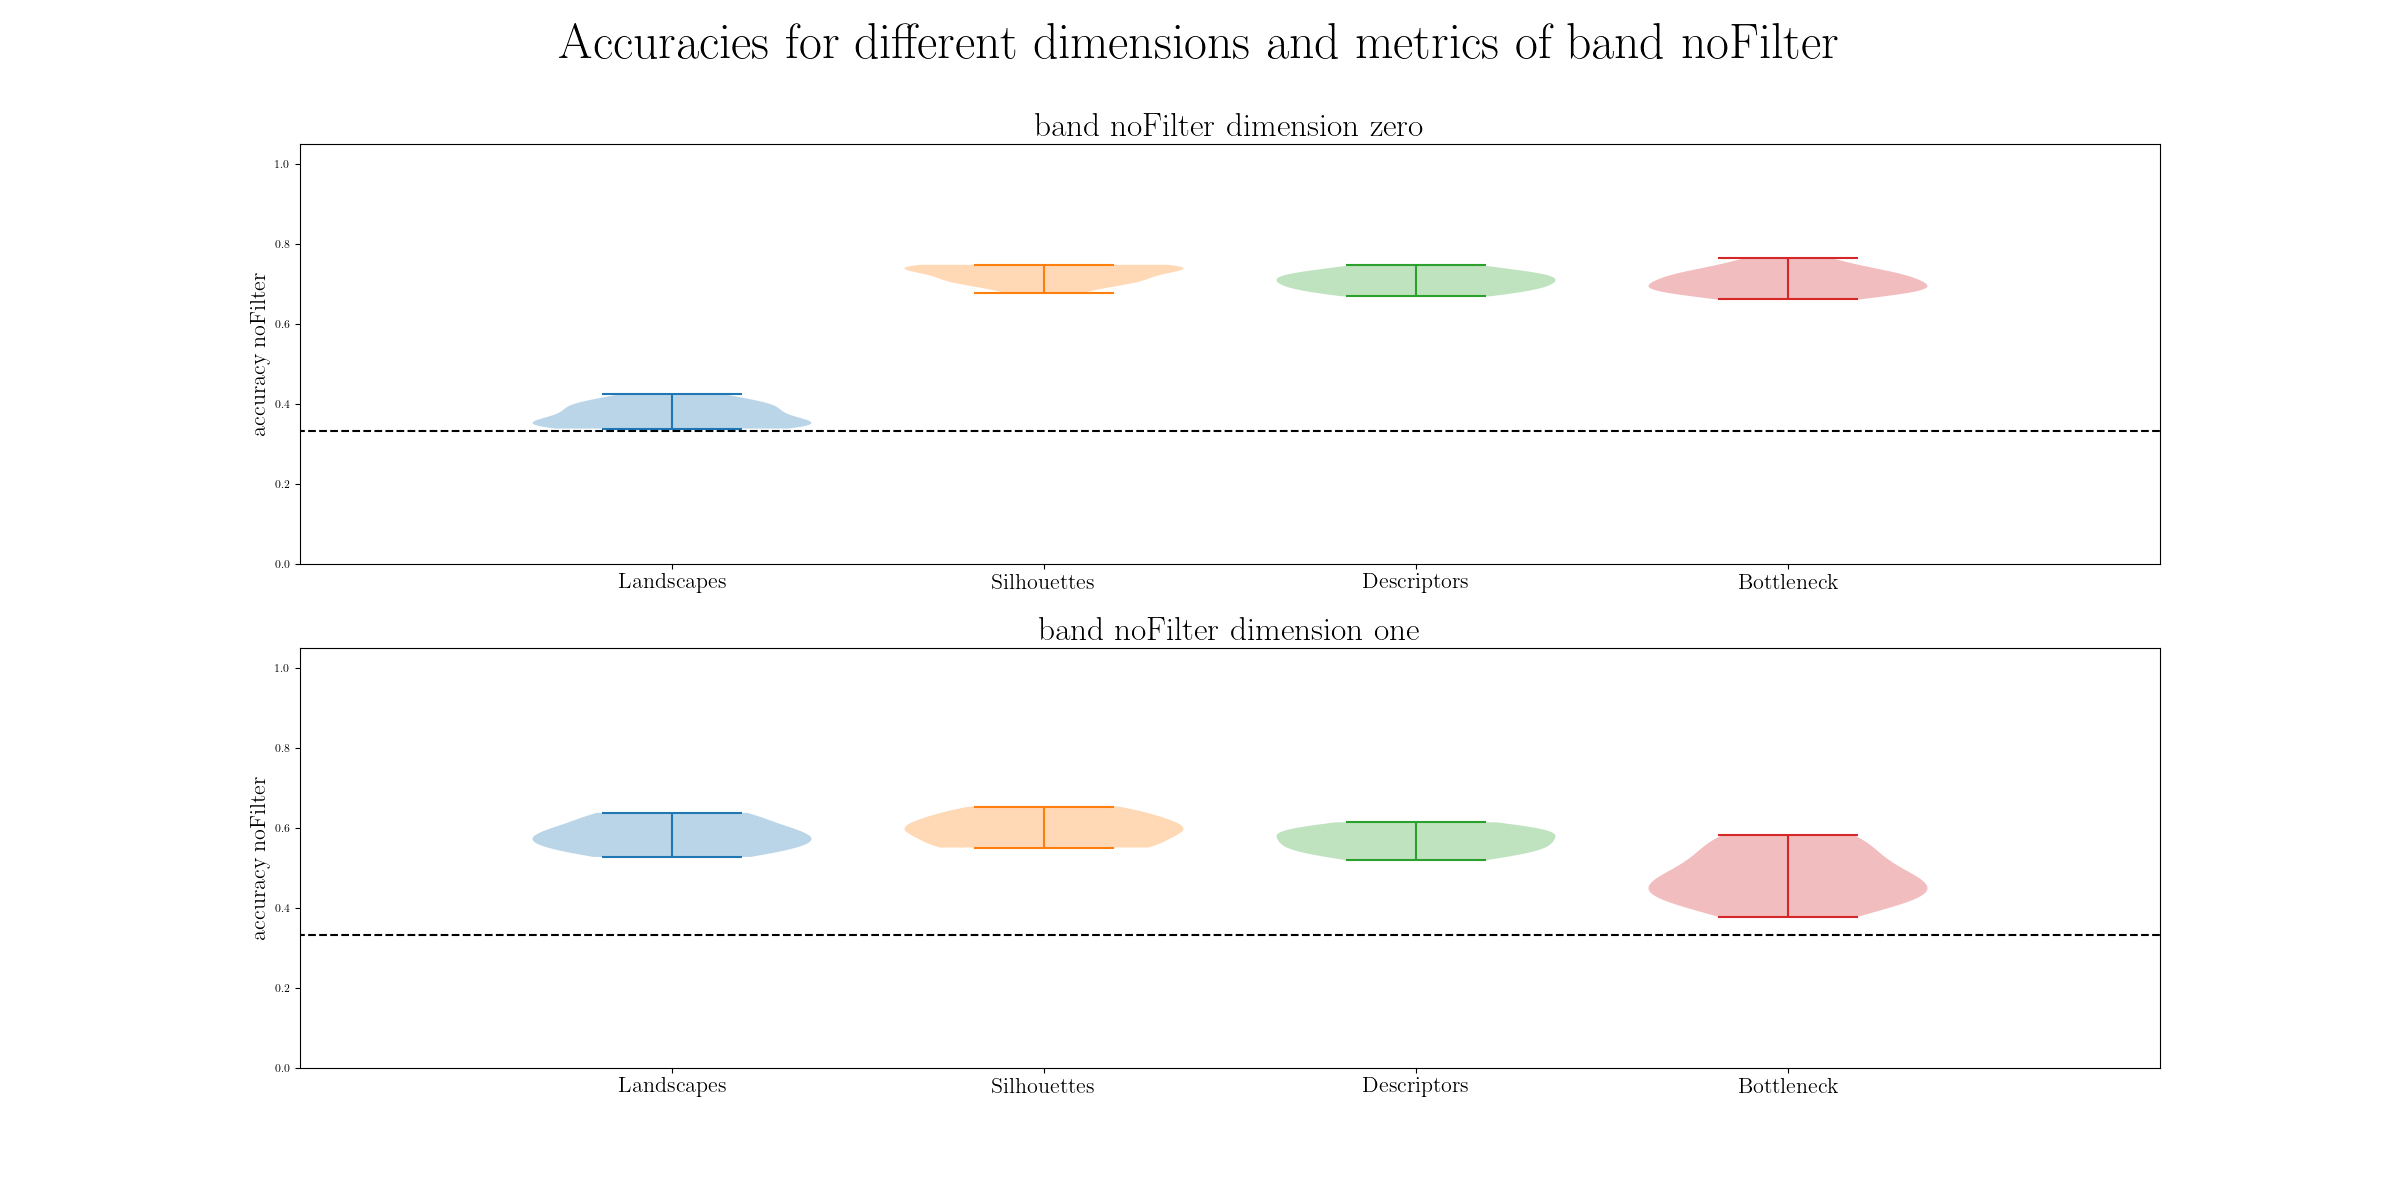 Accuracies for different dimensions and metrics of band noFilter
band noFilter dimension zero
accuracy noFilter
1.0
0.8
0.6
0.4
0.2
0.0
Landscapes Silhouettes Descriptors Bottleneck
band noFilter dimension one
accuracy noFilter
1.0
0.8
0.6
0.4
0.2
0.0
Landscapes Silhouettes Descriptors Bottleneck